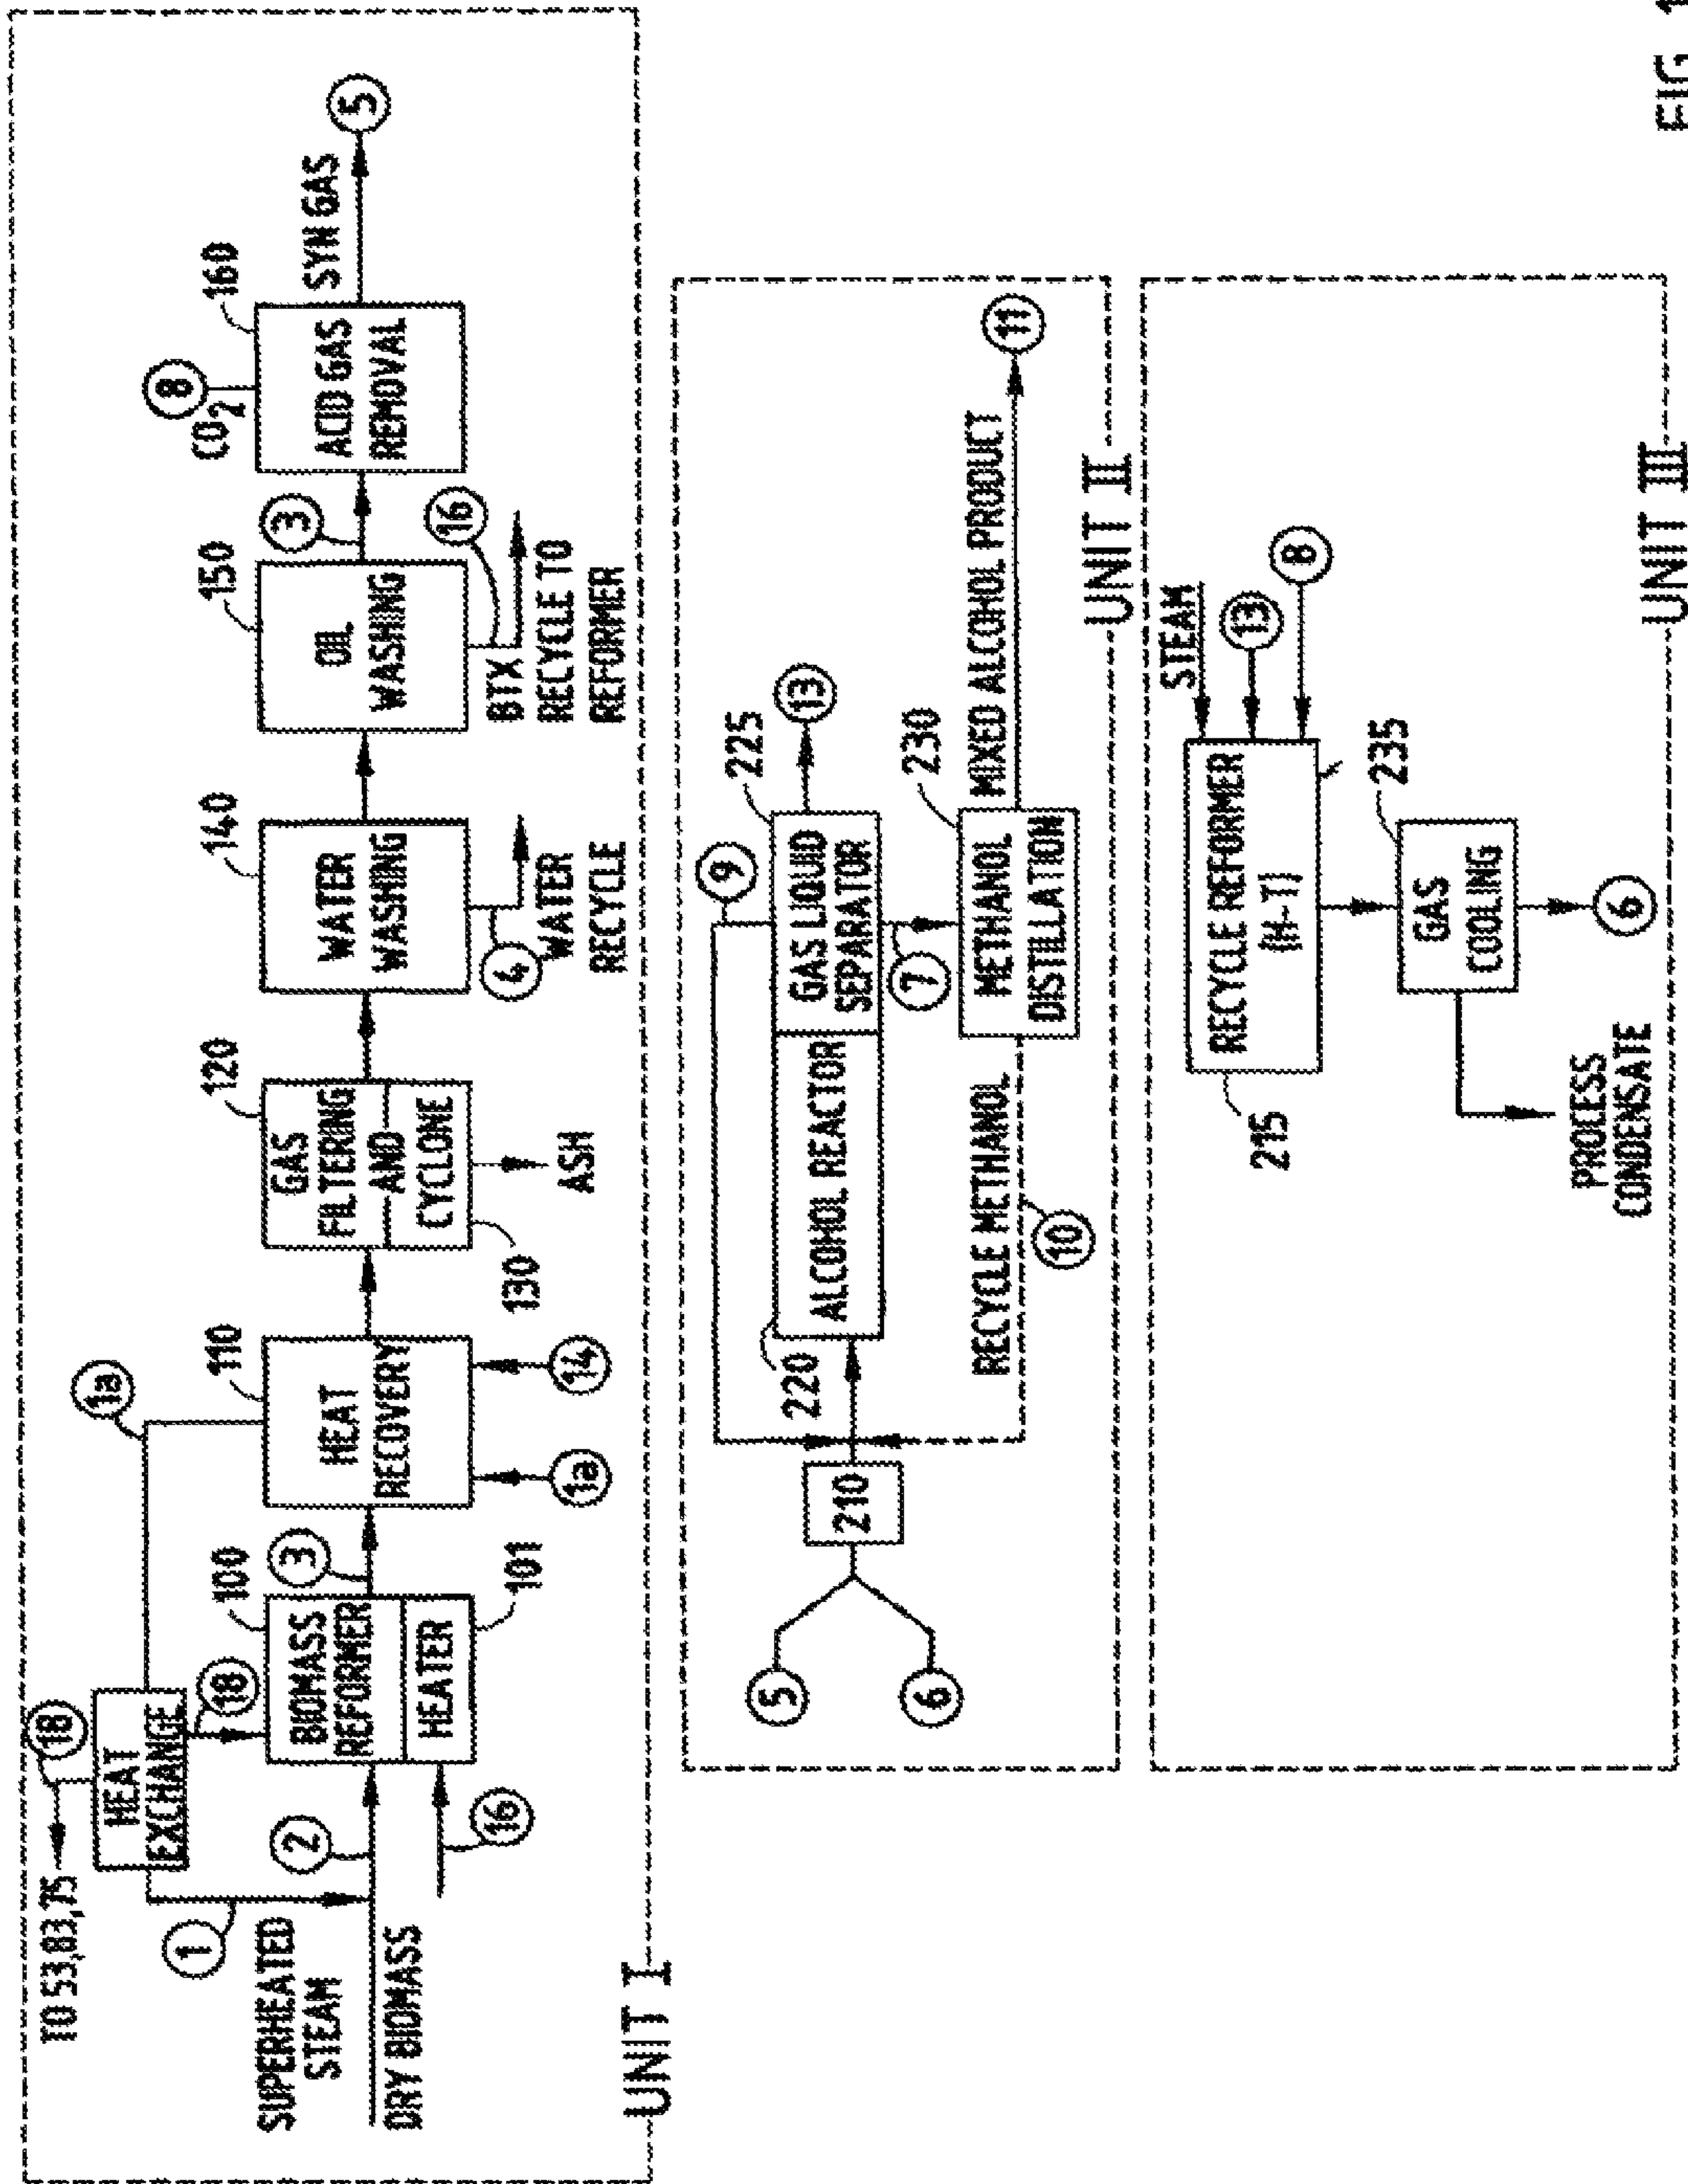 TO 53,83,75
18
HEAT
EXCHANGE
18
1
1a
SUPERHEATED
STEAM
DRY BIOMASS
2
16
100
BIOMASS
REFORMER
HEATER
101
3
110
HEAT
RECOVERY
1a
14
120
GAS
FILTERING
AND
CYCLONE
130
ASH
140
WATER
WASHING
4
WATER
RECYCLE
150
OIL
WASHING
3
16
BTX
RECYCLE TO
REFORMER
8
CO2
160
ACID GAS
REMOVAL
SYN GAS
5
UNIT I
5
6
210
220
ALCOHOL REACTOR
GAS LIQUID
SEPARATOR
225
9
13
7
RECYCLE METHANOL
10
METHANOL
DISTILLATION
230
MIXED ALCOHOL PRODUCT
11
UNIT II
STEAM
13
8
RECYCLE REFORMER
(H-T)
215
235
GAS
COOLING
6
PROCESS
CONDENSATE
UNIT III
FIG. 1